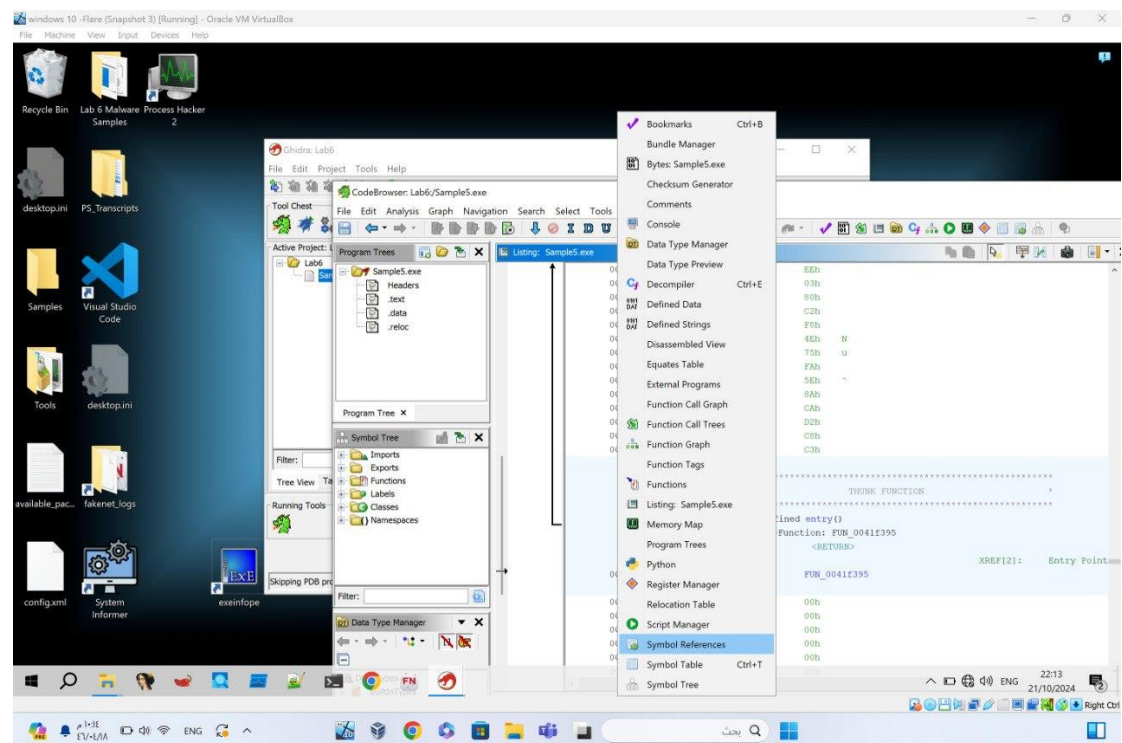 windows 10 -Flare (Snapshot 3) [Running] - Oracle VM VirtualBox
File Machine View Input Devices Help
Recycle Bin
Lab 6 Malware Samples
Process Hacker 2
desktop.ini
PS_Transcripts
Samples
Visual Studio Code
Tools
desktop.ini
available_pac...
fakenet_logs
config.xml
System Informer
exeinfope
Ghidra: Lab6
File Edit Project Tools Help
Tool Chest
Active Project: L
Lab6
Sar
Filter:
Tree View Ta
Running Tools
Skipping PDB pro
CodeBrowser: Lab6:/Sample5.exe
File Edit Analysis Graph Navigation Search Select Tools
Program Trees
Sample5.exe
Headers
.text
.data
.reloc
Program Tree ×
Symbol Tree
Imports
Exports
Functions
Labels
Classes
Namespaces
Filter:
Data Type Manager
Listing: Sample5.exe
Bookmarks Ctrl+B
Bundle Manager
Bytes: Sample5.exe
Checksum Generator
Comments
Console
Data Type Manager
Data Type Preview
Decompiler Ctrl+E
Defined Data
Defined Strings
Disassembled View
Equates Table
External Programs
Function Call Graph
Function Call Trees
Function Graph
Function Tags
Functions
Listing: Sample5.exe
Memory Map
Program Trees
Python
Register Manager
Relocation Table
Script Manager
Symbol References
Symbol Table Ctrl+T
Symbol Tree
EEh
03h
80h
C2h
F8h
4Eh N
75h u
FAh
5Eh ^
8Ah
CAh
D2h
C8h
C3h
THUNK FUNCTION
ined entry()
Function: FUN_0041f395
<RETURN>
XREF[2]: Entry Point
FUN_0041f395
00h
00h
00h
00h
22:13
ENG
21/10/2024
Right Ctrl
ENG
بحث